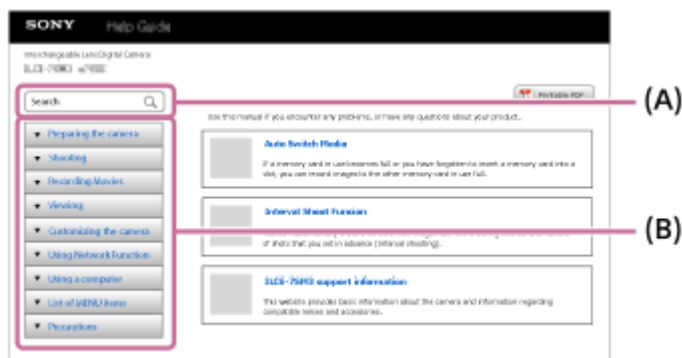 SONY Help Guide
Interchangeable Lens Digital Camera
Search
(A)
Printable PDF
Use this manual if you encounter any problems, or have any questions about your product.
Preparing the camera
Shooting
Recording Movies
Viewing
Customizing the camera
Using Network Function
Using a computer
List of MENU items
Precautions
(B)
Auto Switch Media
If a memory card in use becomes full or you have forgotten to insert a memory card into a
slot, you can record images to the other memory card in use full.
Interval Shoot Funcion
of shots that you set in advance (Interval shooting).
ILCE-7SM3 support information
This website provides basic information about the camera and information regarding
compatible lenses and accessories.